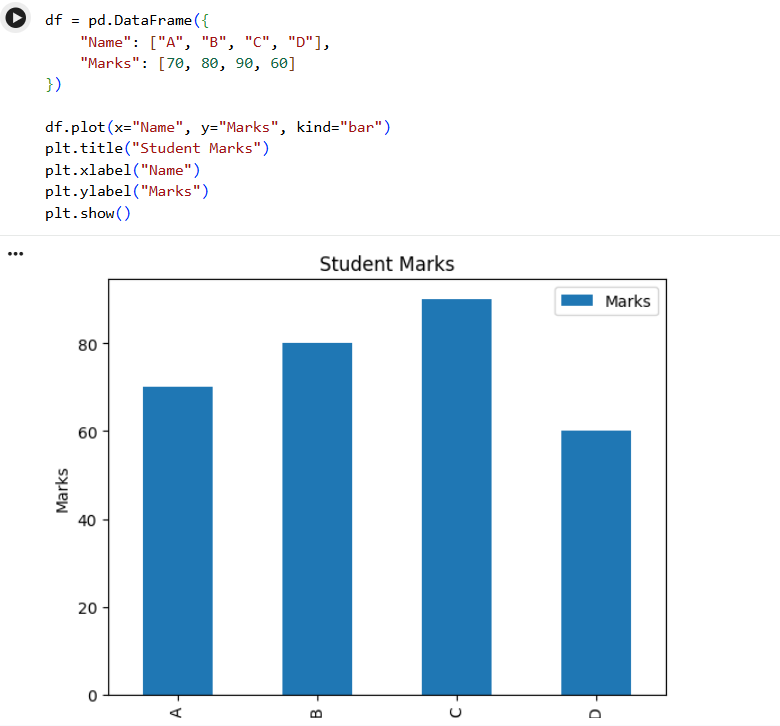 df = pd.DataFrame({
    "Name": ["A", "B", "C", "D"],
    "Marks": [70, 80, 90, 60]
})
df.plot(x="Name", y="Marks", kind="bar")
plt.title("Student Marks")
plt.xlabel("Name")
plt.ylabel("Marks")
plt.show()
Student Marks
Marks
80
60
40
20
0
Marks
A B C D